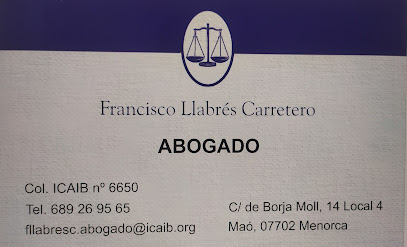 Francisco Llabrés Carretero
ABOGADO
Col. ICAIB nº 6650
Tel. 689 26 95 65
fllabresc.abogado@icaib.org
C/ de Borja Moll, 14 Local 4
Maó, 07702 Menorca